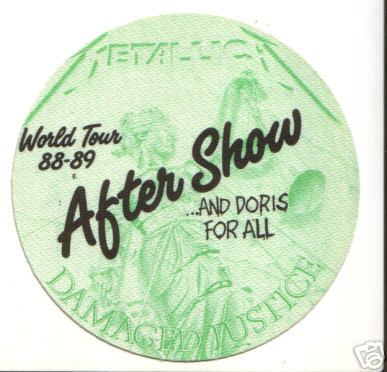 METALLICA
World Tour
88-89
After Show
...AND DORIS
FOR ALL
DAMAGED JUSTICE